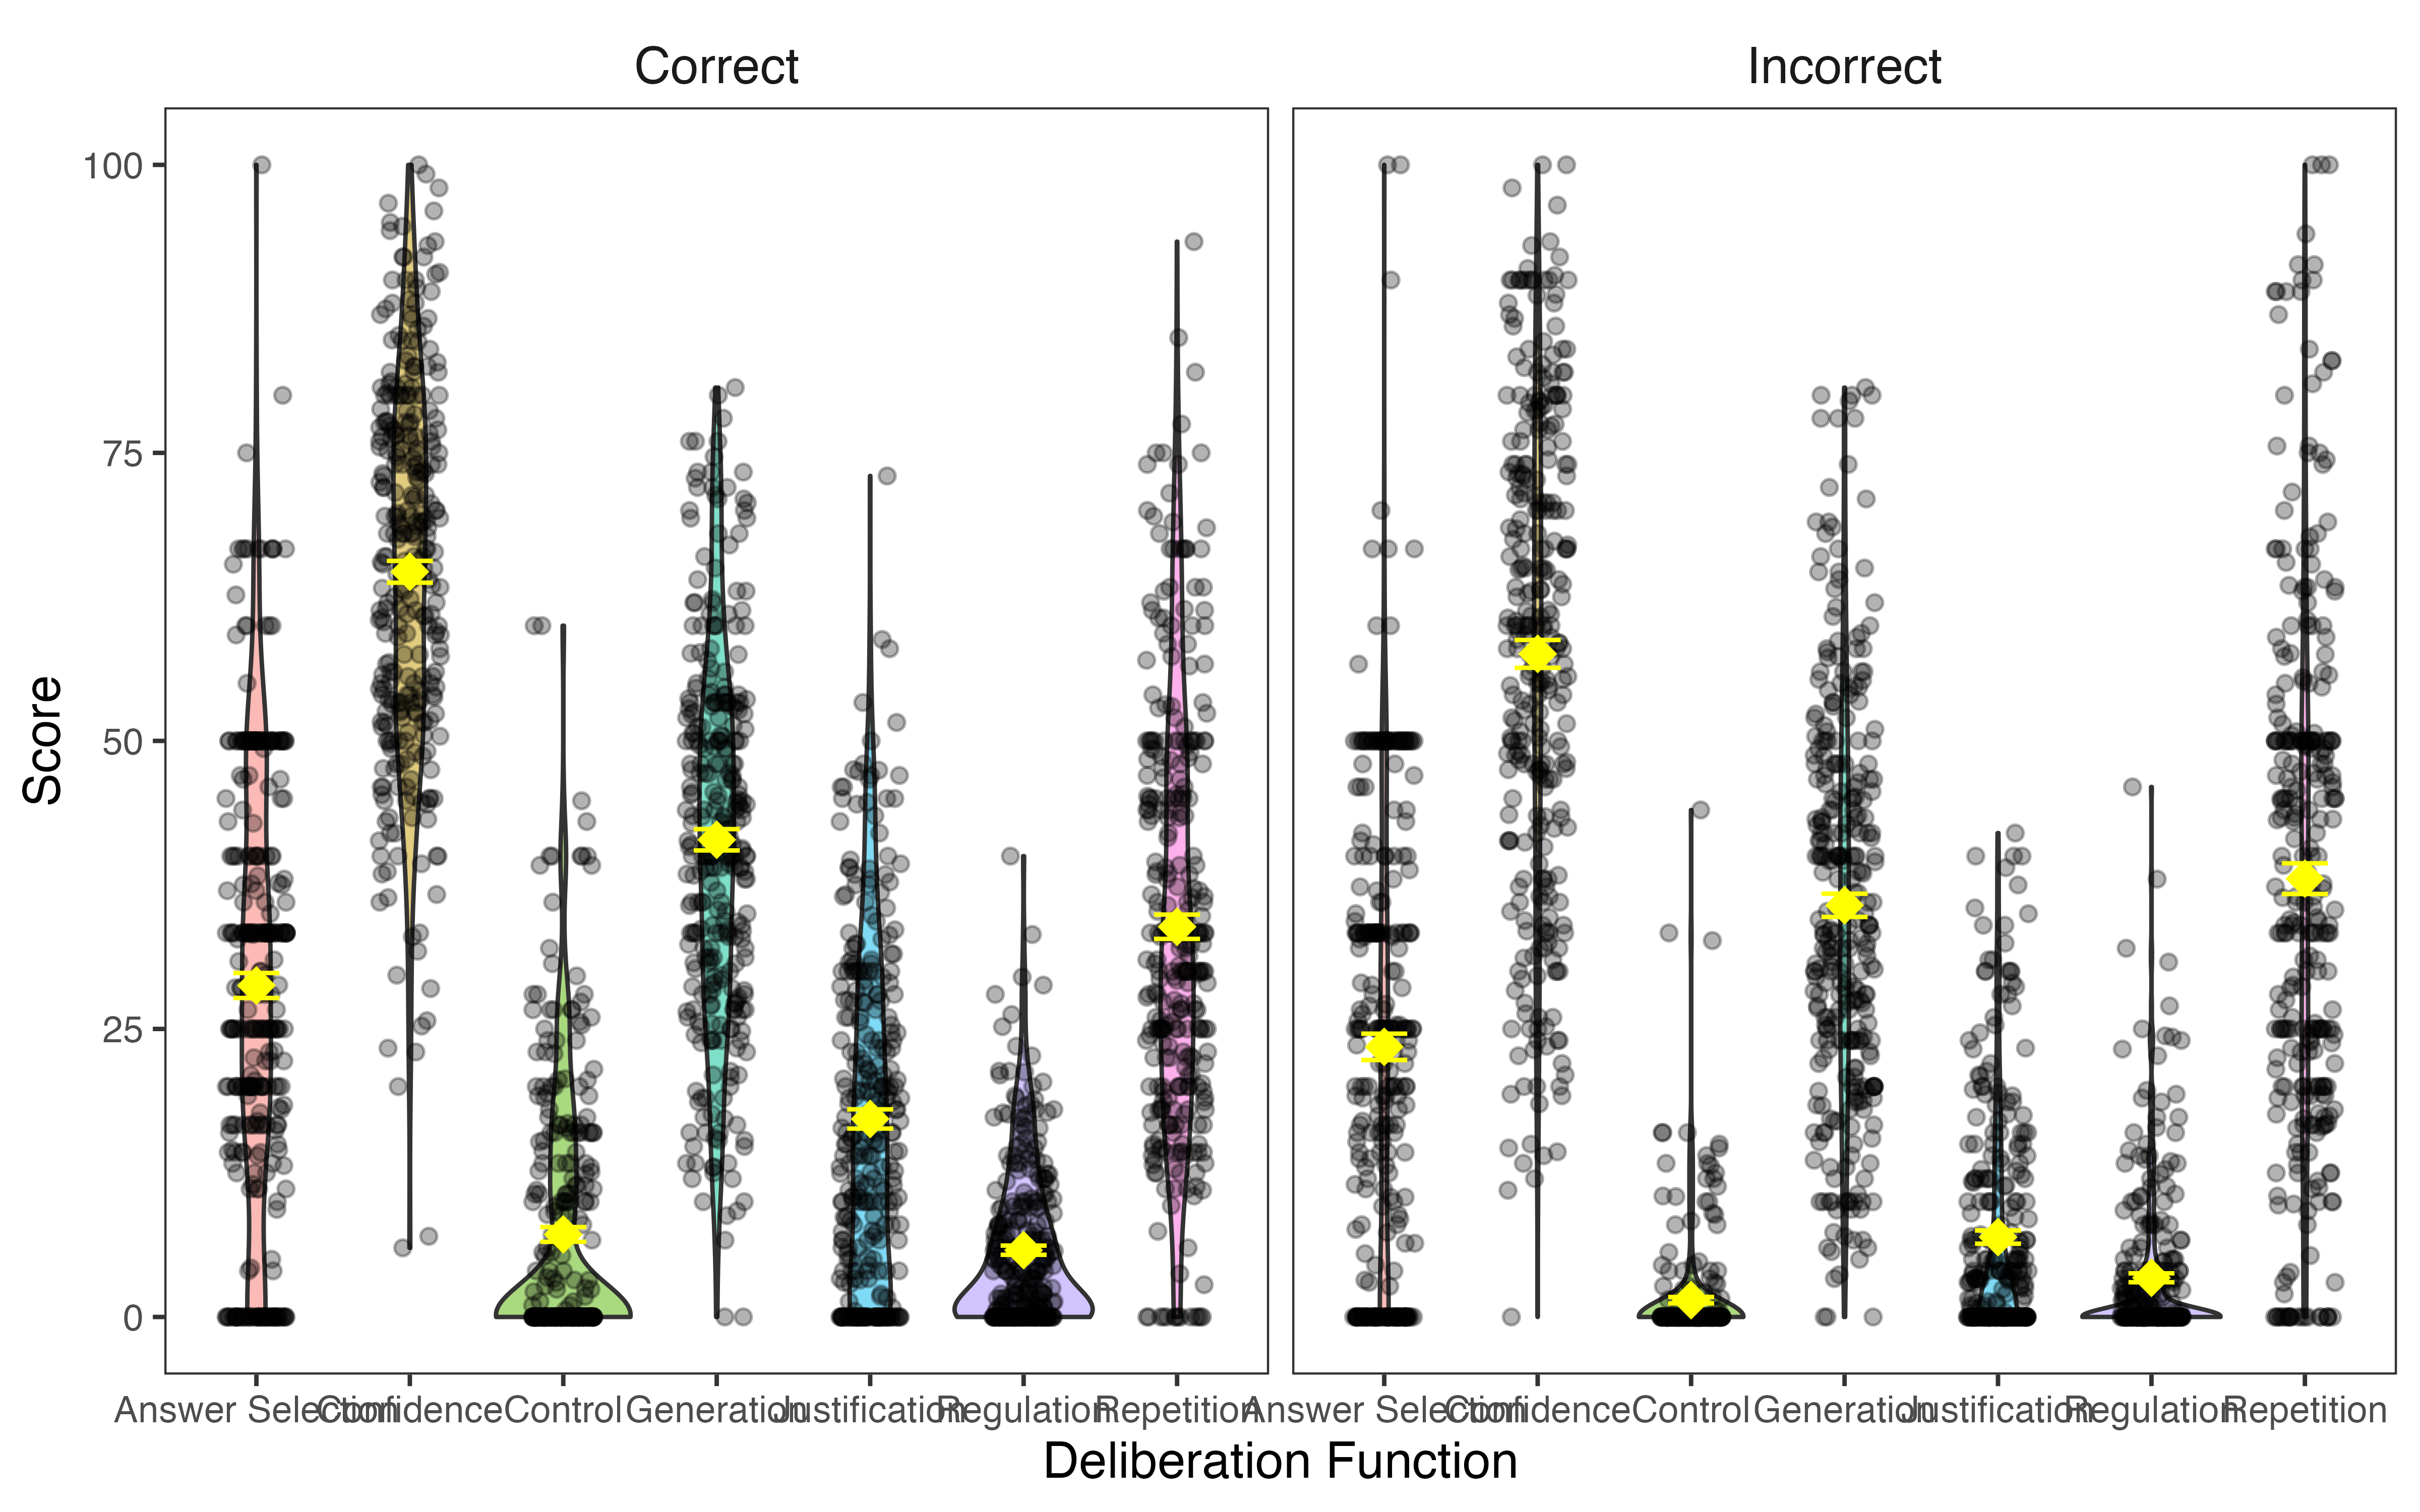 Correct
Incorrect
Score
100
75
50
25
0
Answer Selection Confidence Control Generation Justification Regulation Repetition
Answer Selection Confidence Control Generation Justification Regulation Repetition
Deliberation Function